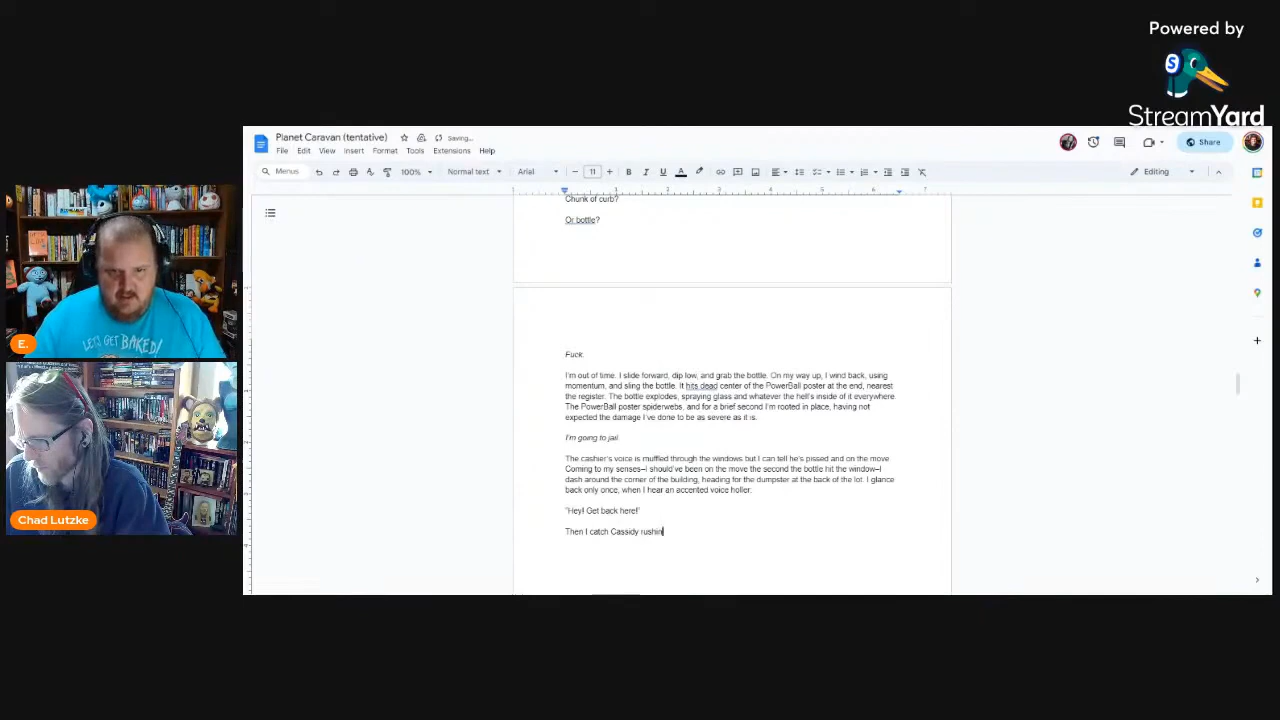 Powered by
S
StreamYard
Planet Caravan (tentative)
Saving...
File Edit View Insert Format Tools Extensions Help
Share
Menus
100%
Normal text
Arial
11
B I U A
Editing
1 1 2 3 4 5 6 7
LET'S GET BAKED!
E.
Chad Lutzke
Chunk of curb?
Or bottle?
Fuck.
I'm out of time. I slide forward, dip low, and grab the bottle. On my way up, I wind back, using
momentum, and sling the bottle. It hits dead center of the PowerBall poster at the end, nearest
the register. The bottle explodes, spraying glass and whatever the hell's inside of it everywhere.
The PowerBall poster spiderwebs, and for a brief second I'm rooted in place, having not
expected the damage I've done to be as severe as it is.
I'm going to jail.
The cashier's voice is muffled through the windows but I can tell he's pissed and on the move.
Coming to my senses–I should've been on the move the second the bottle hit the window–I
dash around the corner of the building, heading for the dumpster at the back of the lot. I glance
back only once, when I hear an accented voice holler:
"Hey! Get back here!"
Then I catch Cassidy rushin